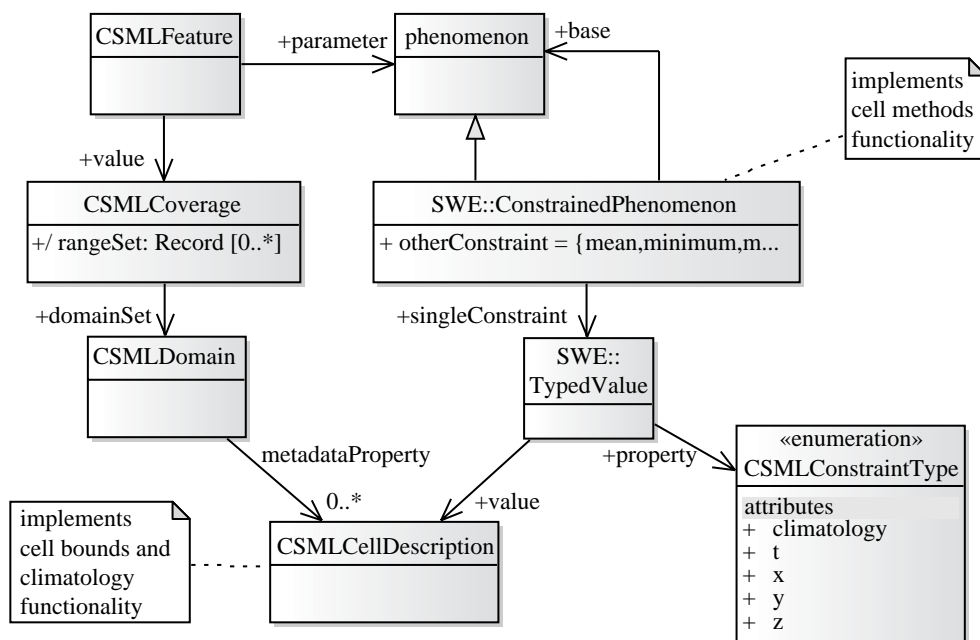 CSMLFeature
+parameter
phenomenon
+base
implements
cell methods
functionality
+value
CSMLCoverage
+/ rangeSet: Record [0..*]
SWE::ConstrainedPhenomenon
+ otherConstraint = {mean,minimum,m...
+domainSet
+singleConstraint
CSMLDomain
SWE::
TypedValue
metadataProperty
0..*
+value
+property
«enumeration»
CSMLConstraintType
attributes
+ climatology
+ t
+ x
+ y
+ z
implements
cell bounds and
climatology
functionality
CSMLCellDescription